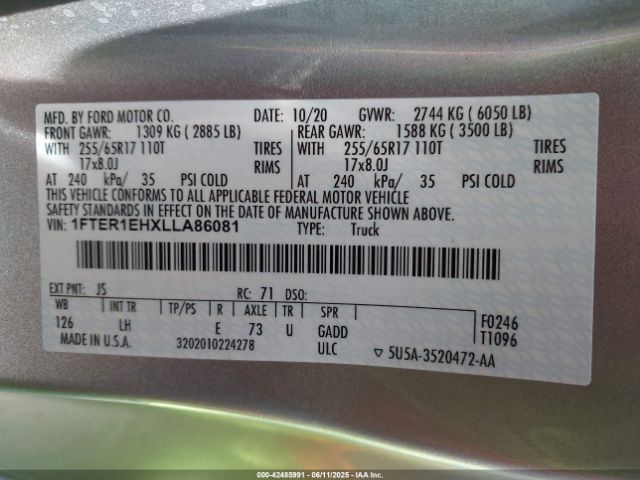 MFD. BY FORD MOTOR CO. DATE: 10/20 GVWR: 2744 KG ( 6050 LB)
FRONT GAWR: 1309 KG ( 2885 LB) REAR GAWR: 1588 KG ( 3500 LB)
WITH 255/65R17 110T TIRES WITH 255/65R17 110T TIRES
17x8.0J RIMS 17x8.0J RIMS
AT 240 kPa/ 35 PSI COLD AT 240 kPa/ 35 PSI COLD
THIS VEHICLE CONFORMS TO ALL APPLICABLE FEDERAL MOTOR VEHICLE
SAFETY STANDARDS IN EFFECT ON THE DATE OF MANUFACTURE SHOWN ABOVE.
VIN: 1FTER1EHXLLA86081 TYPE: Truck
EXT PNT: JS RC: 71 DSO:
WB INT TR TP/PS R AXLE TR SPR F0246
126 LH E 73 U GADD T1096
MADE IN U.S.A. 3202010224278 ULC ▽ 5U5A-3520472-AA
000-42485991 - 06/11/2025 - IAA Inc.